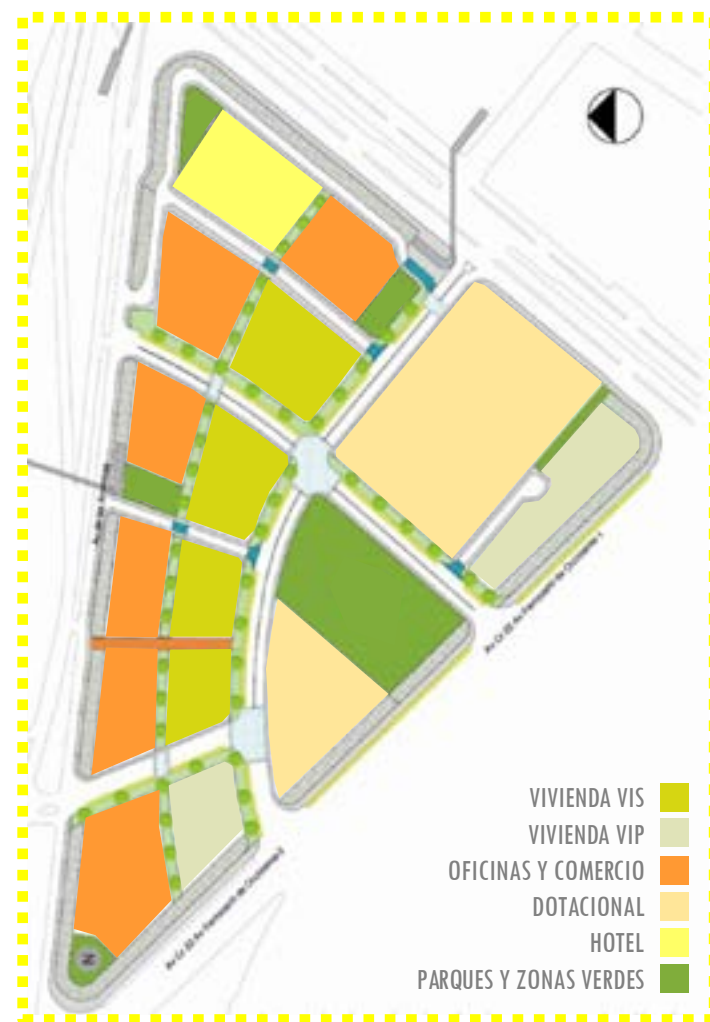 VIVIENDA VIS
VIVIENDA VIP
OFICINAS Y COMERCIO
DOTACIONAL
HOTEL
PARQUES Y ZONAS VERDES
N